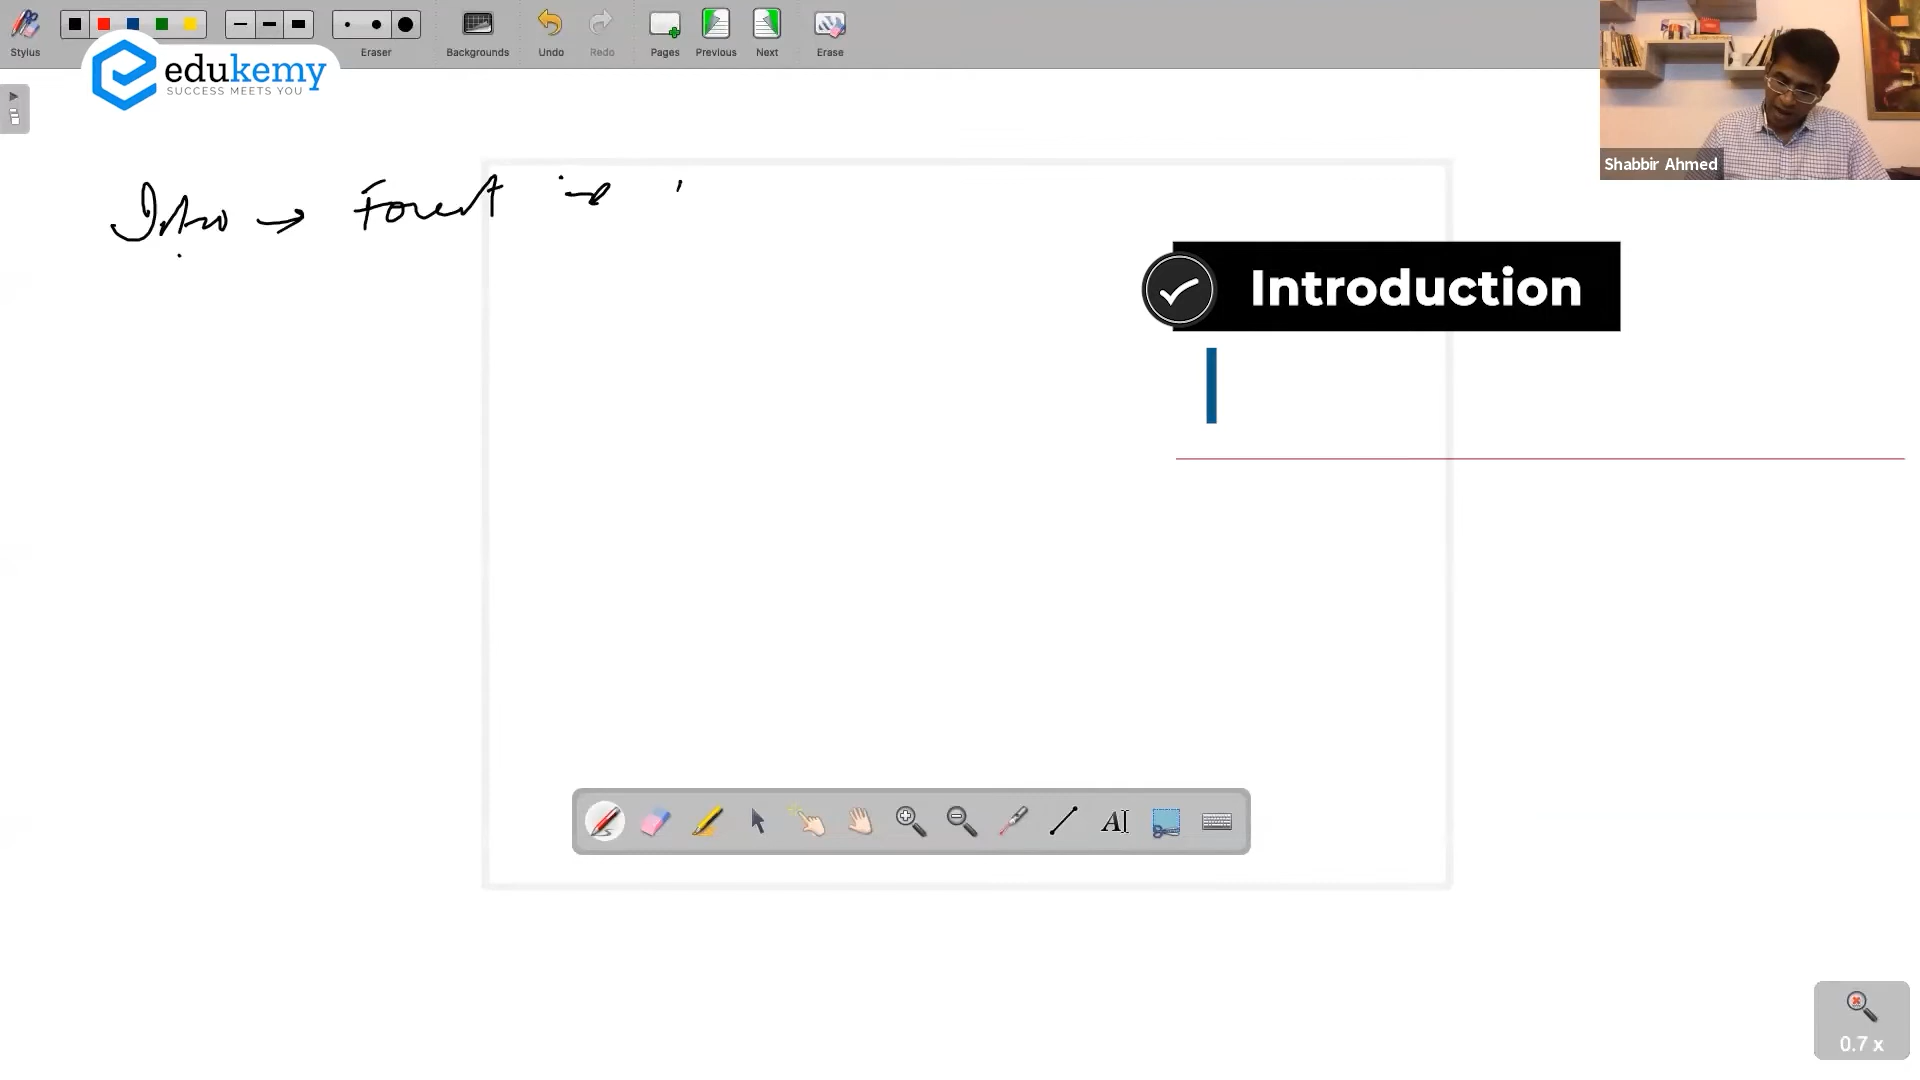 Stylus
Eraser
Backgrounds
Undo
Redo
Pages
Previous
Next
Erase
edukemy
SUCCESS MEETS YOU
Shabbir Ahmed
Intro → Forest
Introduction
0.7 x